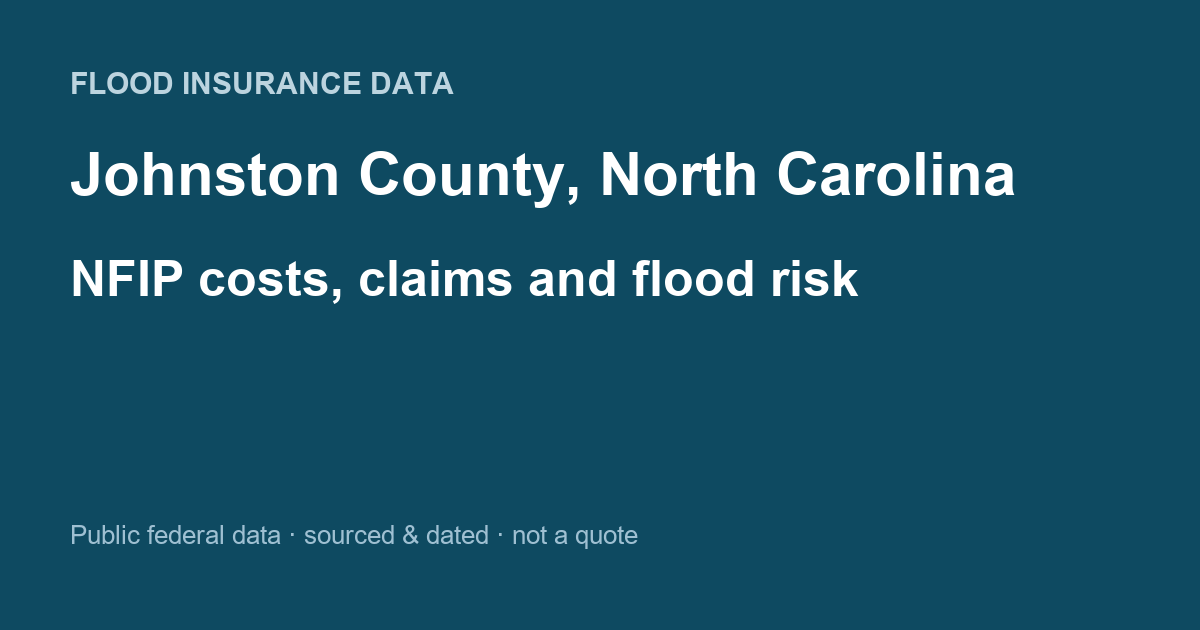 FLOOD INSURANCE DATA
Johnston County, North Carolina
NFIP costs, claims and flood risk
Public federal data · sourced & dated · not a quote